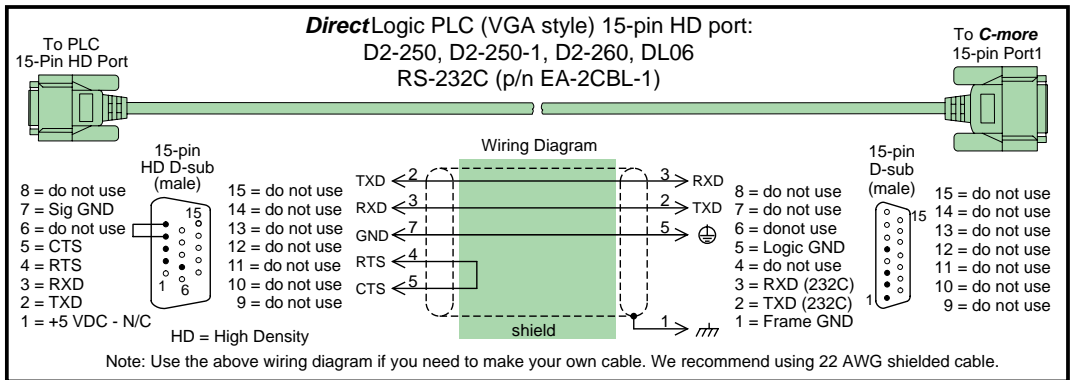 DirectLogic PLC (VGA style) 15-pin HD port:
D2-250, D2-250-1, D2-260, DL06
RS-232C (p/n EA-2CBL-1)
To PLC
15-Pin HD Port
To C-more
15-pin Port1
15-pin
HD D-sub
(male)
8 = do not use
7 = Sig GND
6 = do not use
5 = CTS
4 = RTS
3 = RXD
2 = TXD
1 = +5 VDC - N/C
15
1
6
15 = do not use
14 = do not use
13 = do not use
12 = do not use
11 = do not use
10 = do not use
9 = do not use
HD = High Density
Wiring Diagram
TXD 2 3 RXD
RXD 3 2 TXD
GND 7 5
RTS 4
CTS 5
1
shield
8 = do not use
7 = do not use
6 = donot use
5 = Logic GND
4 = do not use
3 = RXD (232C)
2 = TXD (232C)
1 = Frame GND
15-pin
D-sub
(male)
15
1
15 = do not use
14 = do not use
13 = do not use
12 = do not use
11 = do not use
10 = do not use
9 = do not use
Note: Use the above wiring diagram if you need to make your own cable. We recommend using 22 AWG shielded cable.